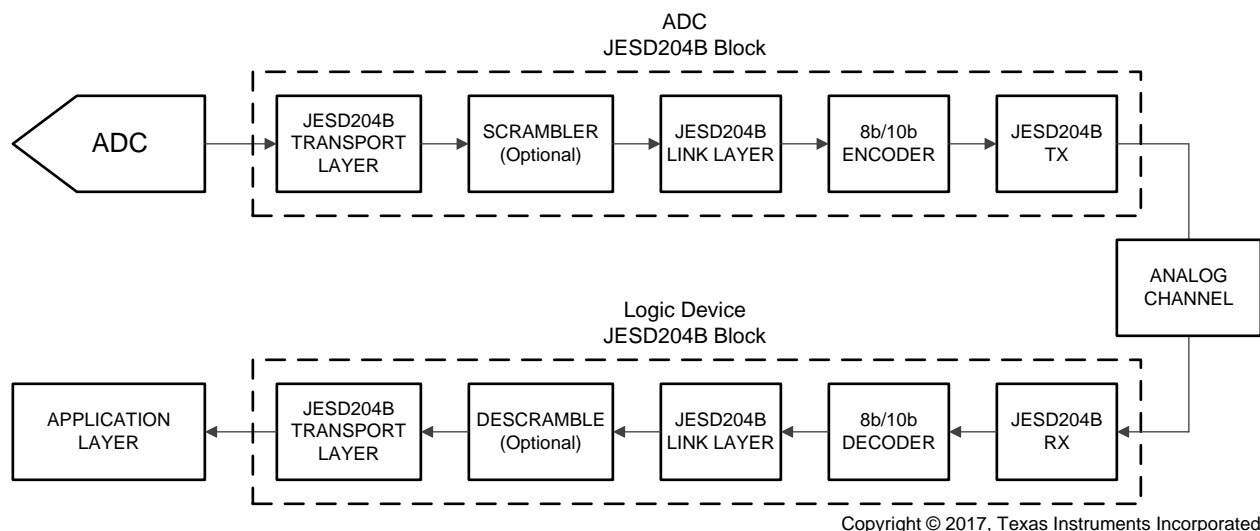 ADC
JESD204B Block
ADC
JESD204B
TRANSPORT
LAYER
SCRAMBLER
(Optional)
JESD204B
LINK LAYER
8b/10b
ENCODER
JESD204B
TX
ANALOG
CHANNEL
Logic Device
JESD204B Block
APPLICATION
LAYER
JESD204B
TRANSPORT
LAYER
DESCRAMBLE
(Optional)
JESD204B
LINK LAYER
8b/10b
DECODER
JESD204B
RX
Copyright © 2017, Texas Instruments Incorporated